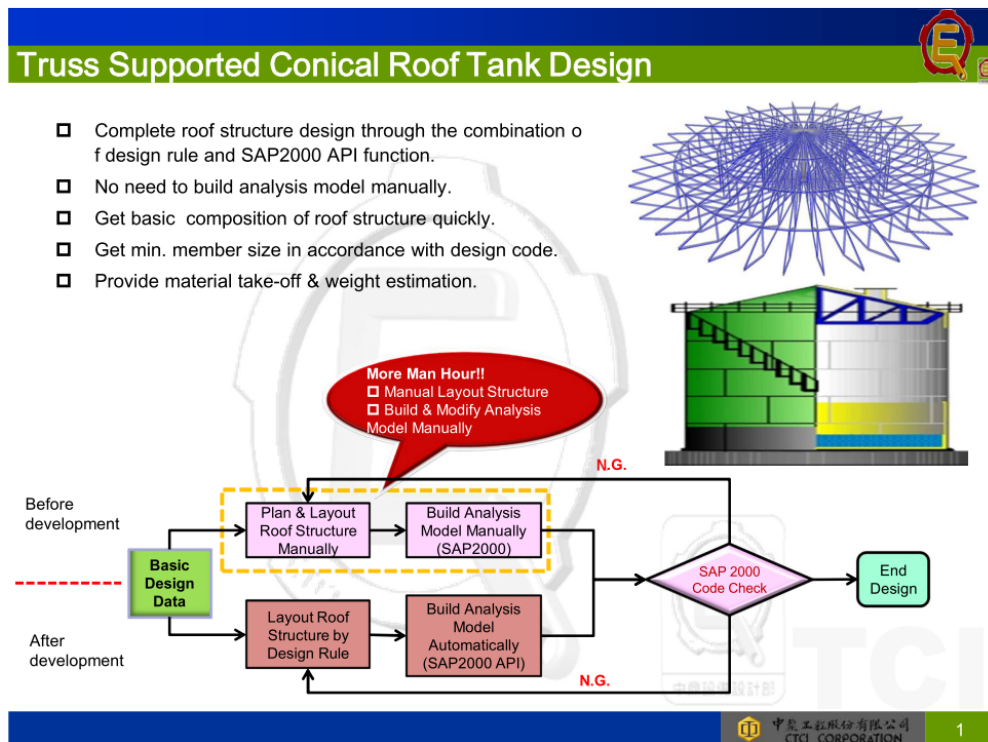 Truss Supported Conical Roof Tank Design
Complete roof structure design through the combination o
f design rule and SAP2000 API function.
No need to build analysis model manually.
Get basic composition of roof structure quickly.
Get min. member size in accordance with design code.
Provide material take-off & weight estimation.
More Man Hour!!
Manual Layout Structure
Build & Modify Analysis
Model Manually
N.G.
Before
development
Plan & Layout
Roof Structure
Manually
Build Analysis
Model Manually
(SAP2000)
Basic
Design
Data
SAP 2000
Code Check
End
Design
After
development
Layout Roof
Structure by
Design Rule
Build Analysis
Model
Automatically
(SAP2000 API)
N.G.
TCI
中鼎工程股份有限公司
CTCI CORPORATION
1